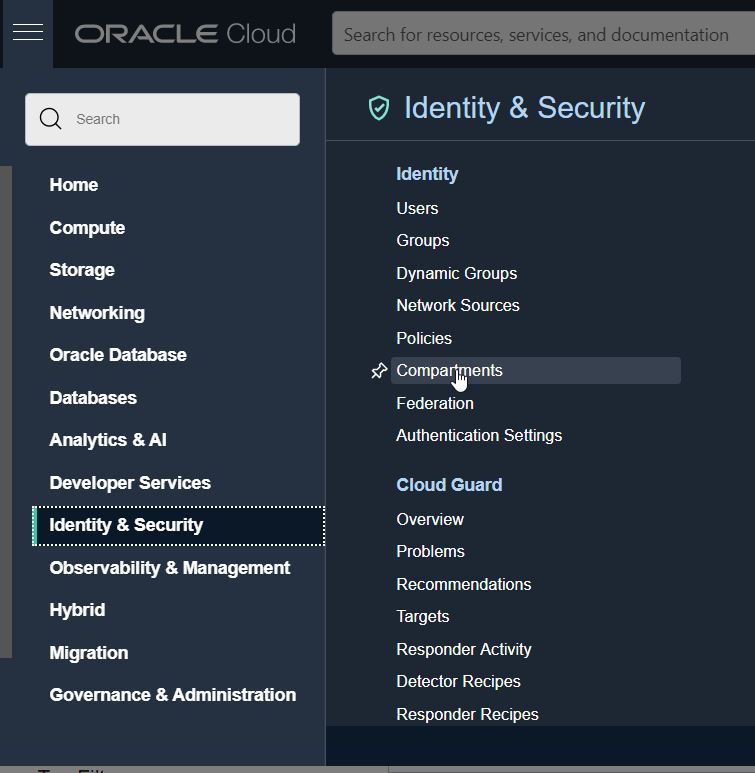 ORACLE Cloud
Search for resources, services, and documentation
Search
Home
Compute
Storage
Networking
Oracle Database
Databases
Analytics & AI
Developer Services
Identity & Security
Observability & Management
Hybrid
Migration
Governance & Administration
Identity & Security
Identity
Users
Groups
Dynamic Groups
Network Sources
Policies
Compartments
Federation
Authentication Settings
Cloud Guard
Overview
Problems
Recommendations
Targets
Responder Activity
Detector Recipes
Responder Recipes